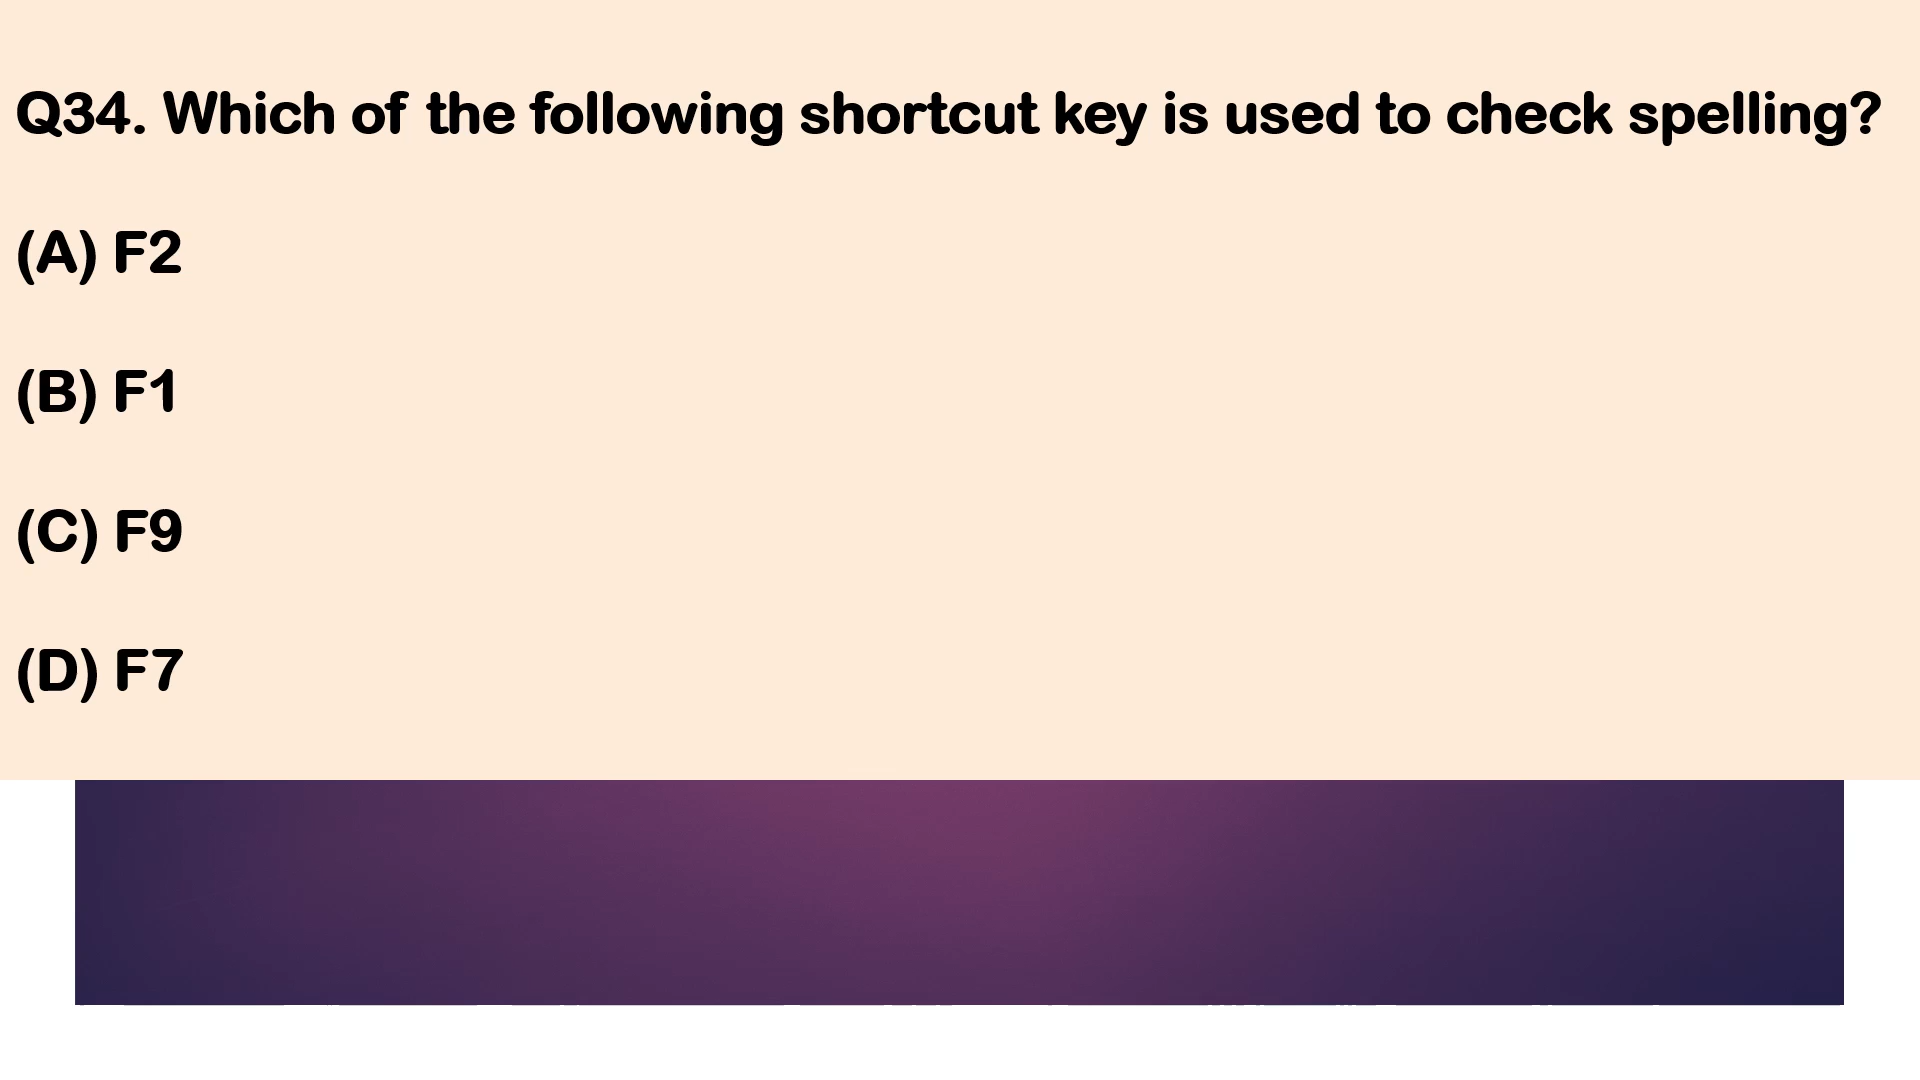 Q34. Which of the following shortcut key is used to check spelling?
(A) F2
(B) F1
(C) F9
(D) F7